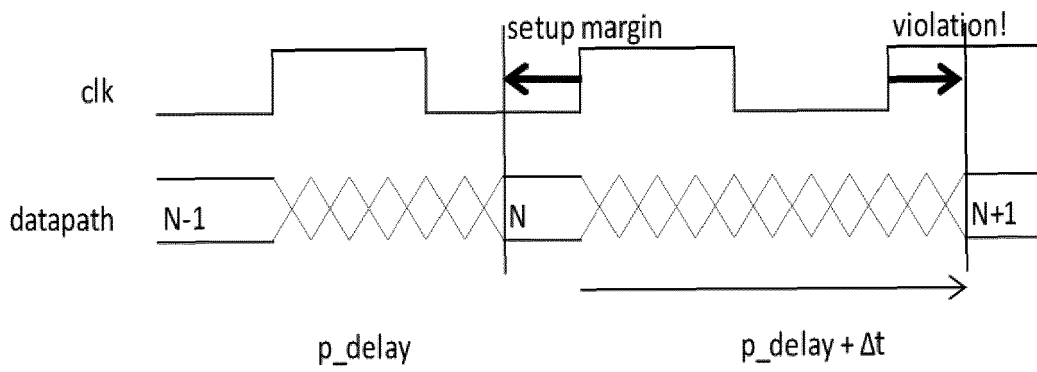 setup margin
violation!
clk
datapath
N-1
N
N+1
p_delay
p_delay + Δt